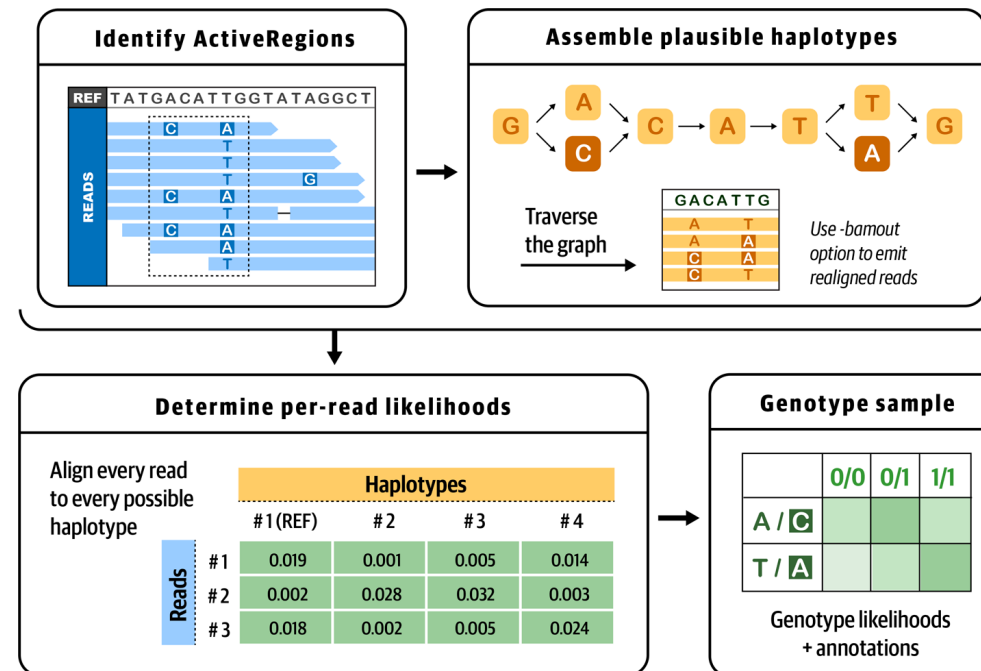 Identify ActiveRegions
REF TATGACATTGGTATAGGCT
READS
C A
T
T
T G
C A
T
C A
A
T
Assemble plausible haplotypes
A T
G C A T G
C A
Traverse
the graph
GACATTG
A T
A A
C A
C T
Use -bamout
option to emit
realigned reads
Determine per-read likelihoods
Align every read
to every possible
haplotype
Haplotypes
#1 (REF) #2 #3 #4
Reads
#1 0.019 0.001 0.005 0.014
#2 0.002 0.028 0.032 0.003
#3 0.018 0.002 0.005 0.024
Genotype sample
0/0 0/1 1/1
A / C
T / A
Genotype likelihoods
+ annotations